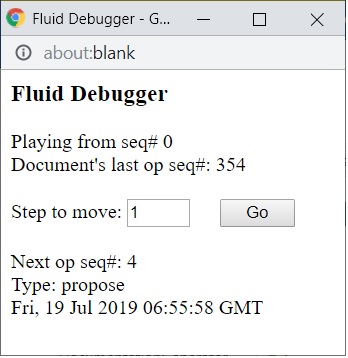 Fluid Debugger - G...
about:blank
Fluid Debugger
Playing from seq# 0
Document's last op seq#: 354
Step to move: 1 Go
Next op seq#: 4
Type: propose
Fri, 19 Jul 2019 06:55:58 GMT